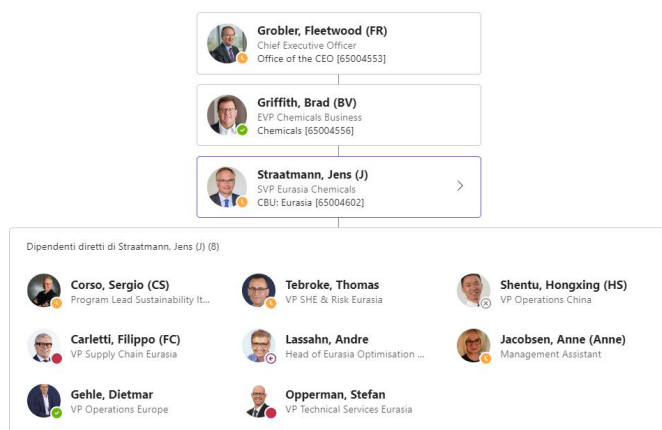 Grobler, Fleetwood (FR)
Chief Executive Officer
Office of the CEO [65004553]
Griffith, Brad (BV)
EVP Chemicals Business
Chemicals [65004556]
Straatmann, Jens (J)
SVP Eurasia Chemicals
CBU: Eurasia [65004602]
Dipendenti diretti di Straatmann, Jens (J) (8)
Corso, Sergio (CS)
Program Lead Sustainability It...
Tebroke, Thomas
VP SHE & Risk Eurasia
Shentu, Hongxing (HS)
VP Operations China
Carletti, Filippo (FC)
VP Supply Chain Eurasia
Lassahn, Andre
Head of Eurasia Optimisation ...
Jacobsen, Anne (Anne)
Management Assistant
Gehle, Dietmar
VP Operations Europe
Opperman, Stefan
VP Technical Services Eurasia